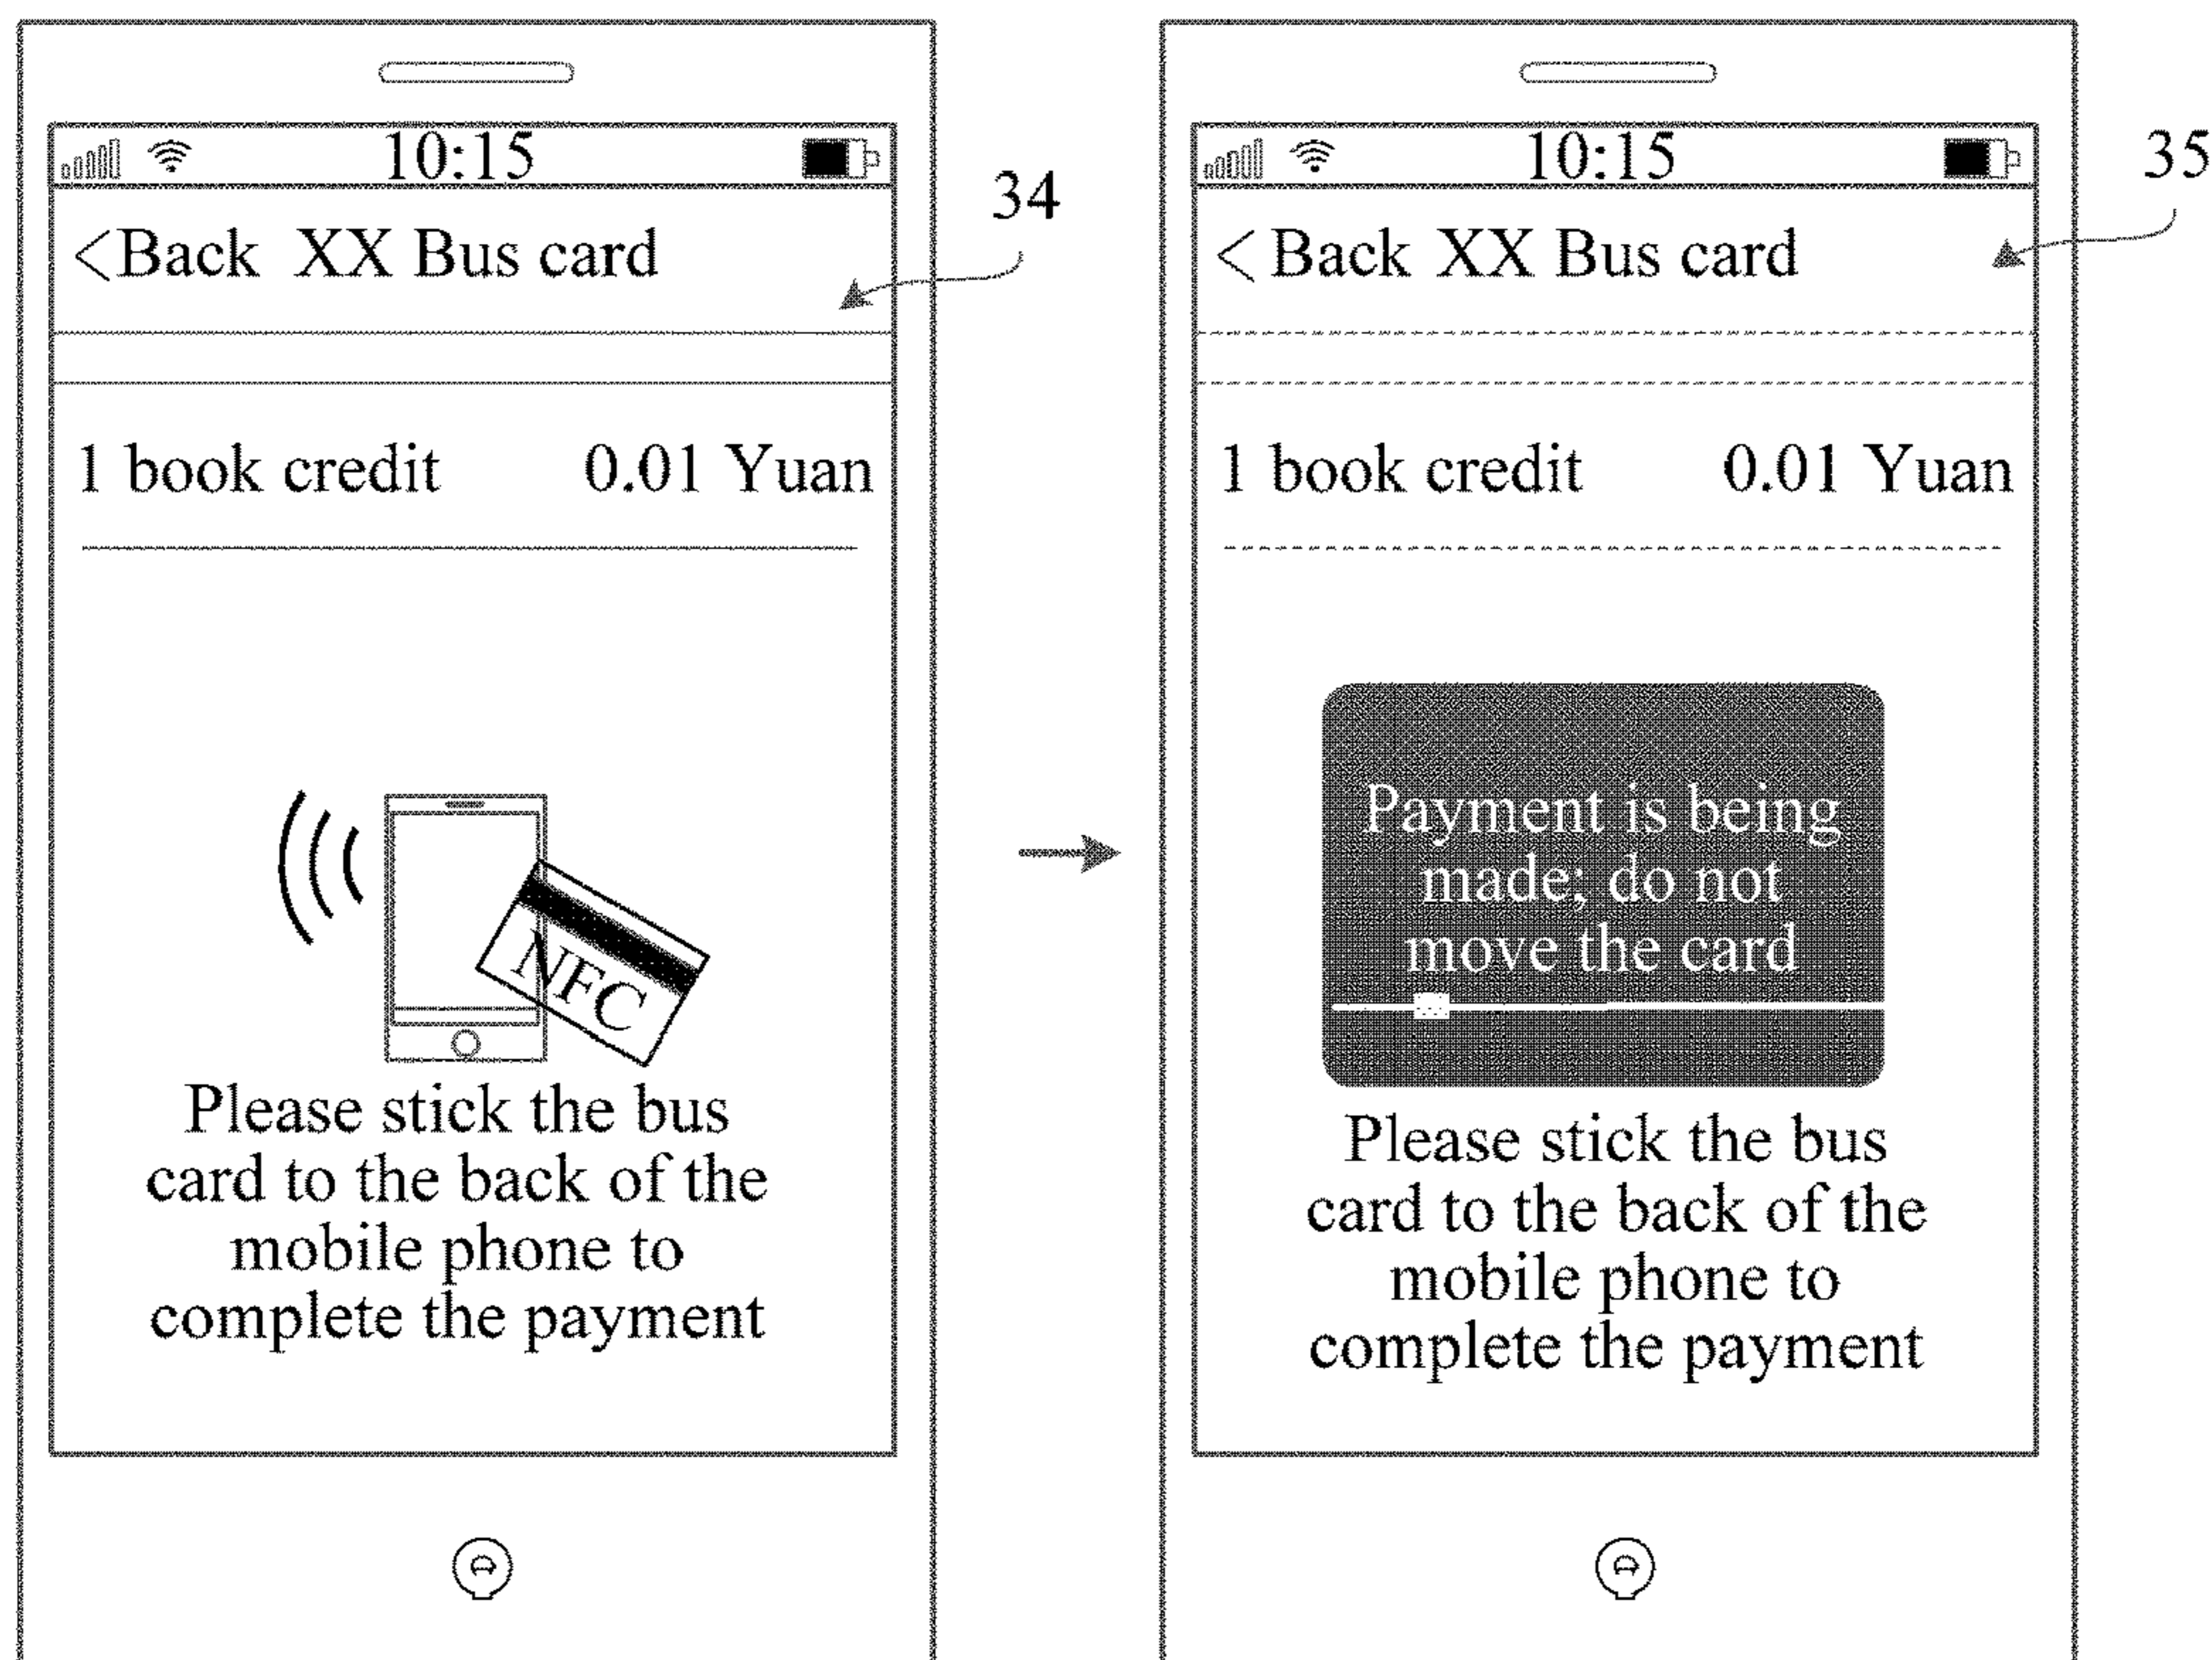 10:15
<Back XX Bus card
34
1 book credit 0.01 Yuan
NFC
Please stick the bus
card to the back of the
mobile phone to
complete the payment
10:15
<Back XX Bus card
35
1 book credit 0.01 Yuan
Payment is being
made; do not
move the card
Please stick the bus
card to the back of the
mobile phone to
complete the payment